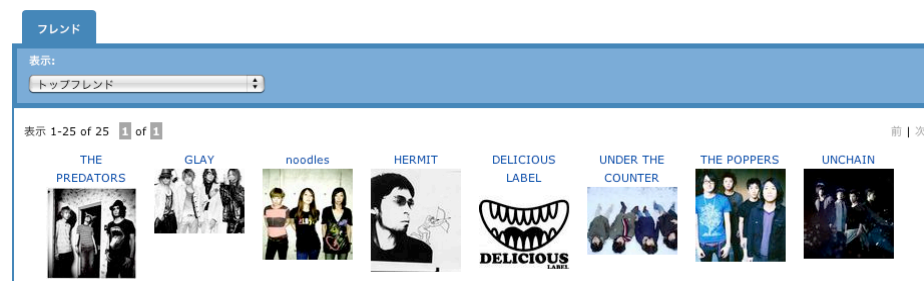 フレンド
表示:
トップフレンド
表示 1-25 of 25 1 of 1
前 | 次
THE PREDATORS
GLAY
noodles
HERMIT
DELICIOUS LABEL
UNDER THE COUNTER
THE POPPERS
UNCHAIN
DELICIOUS
LABEL